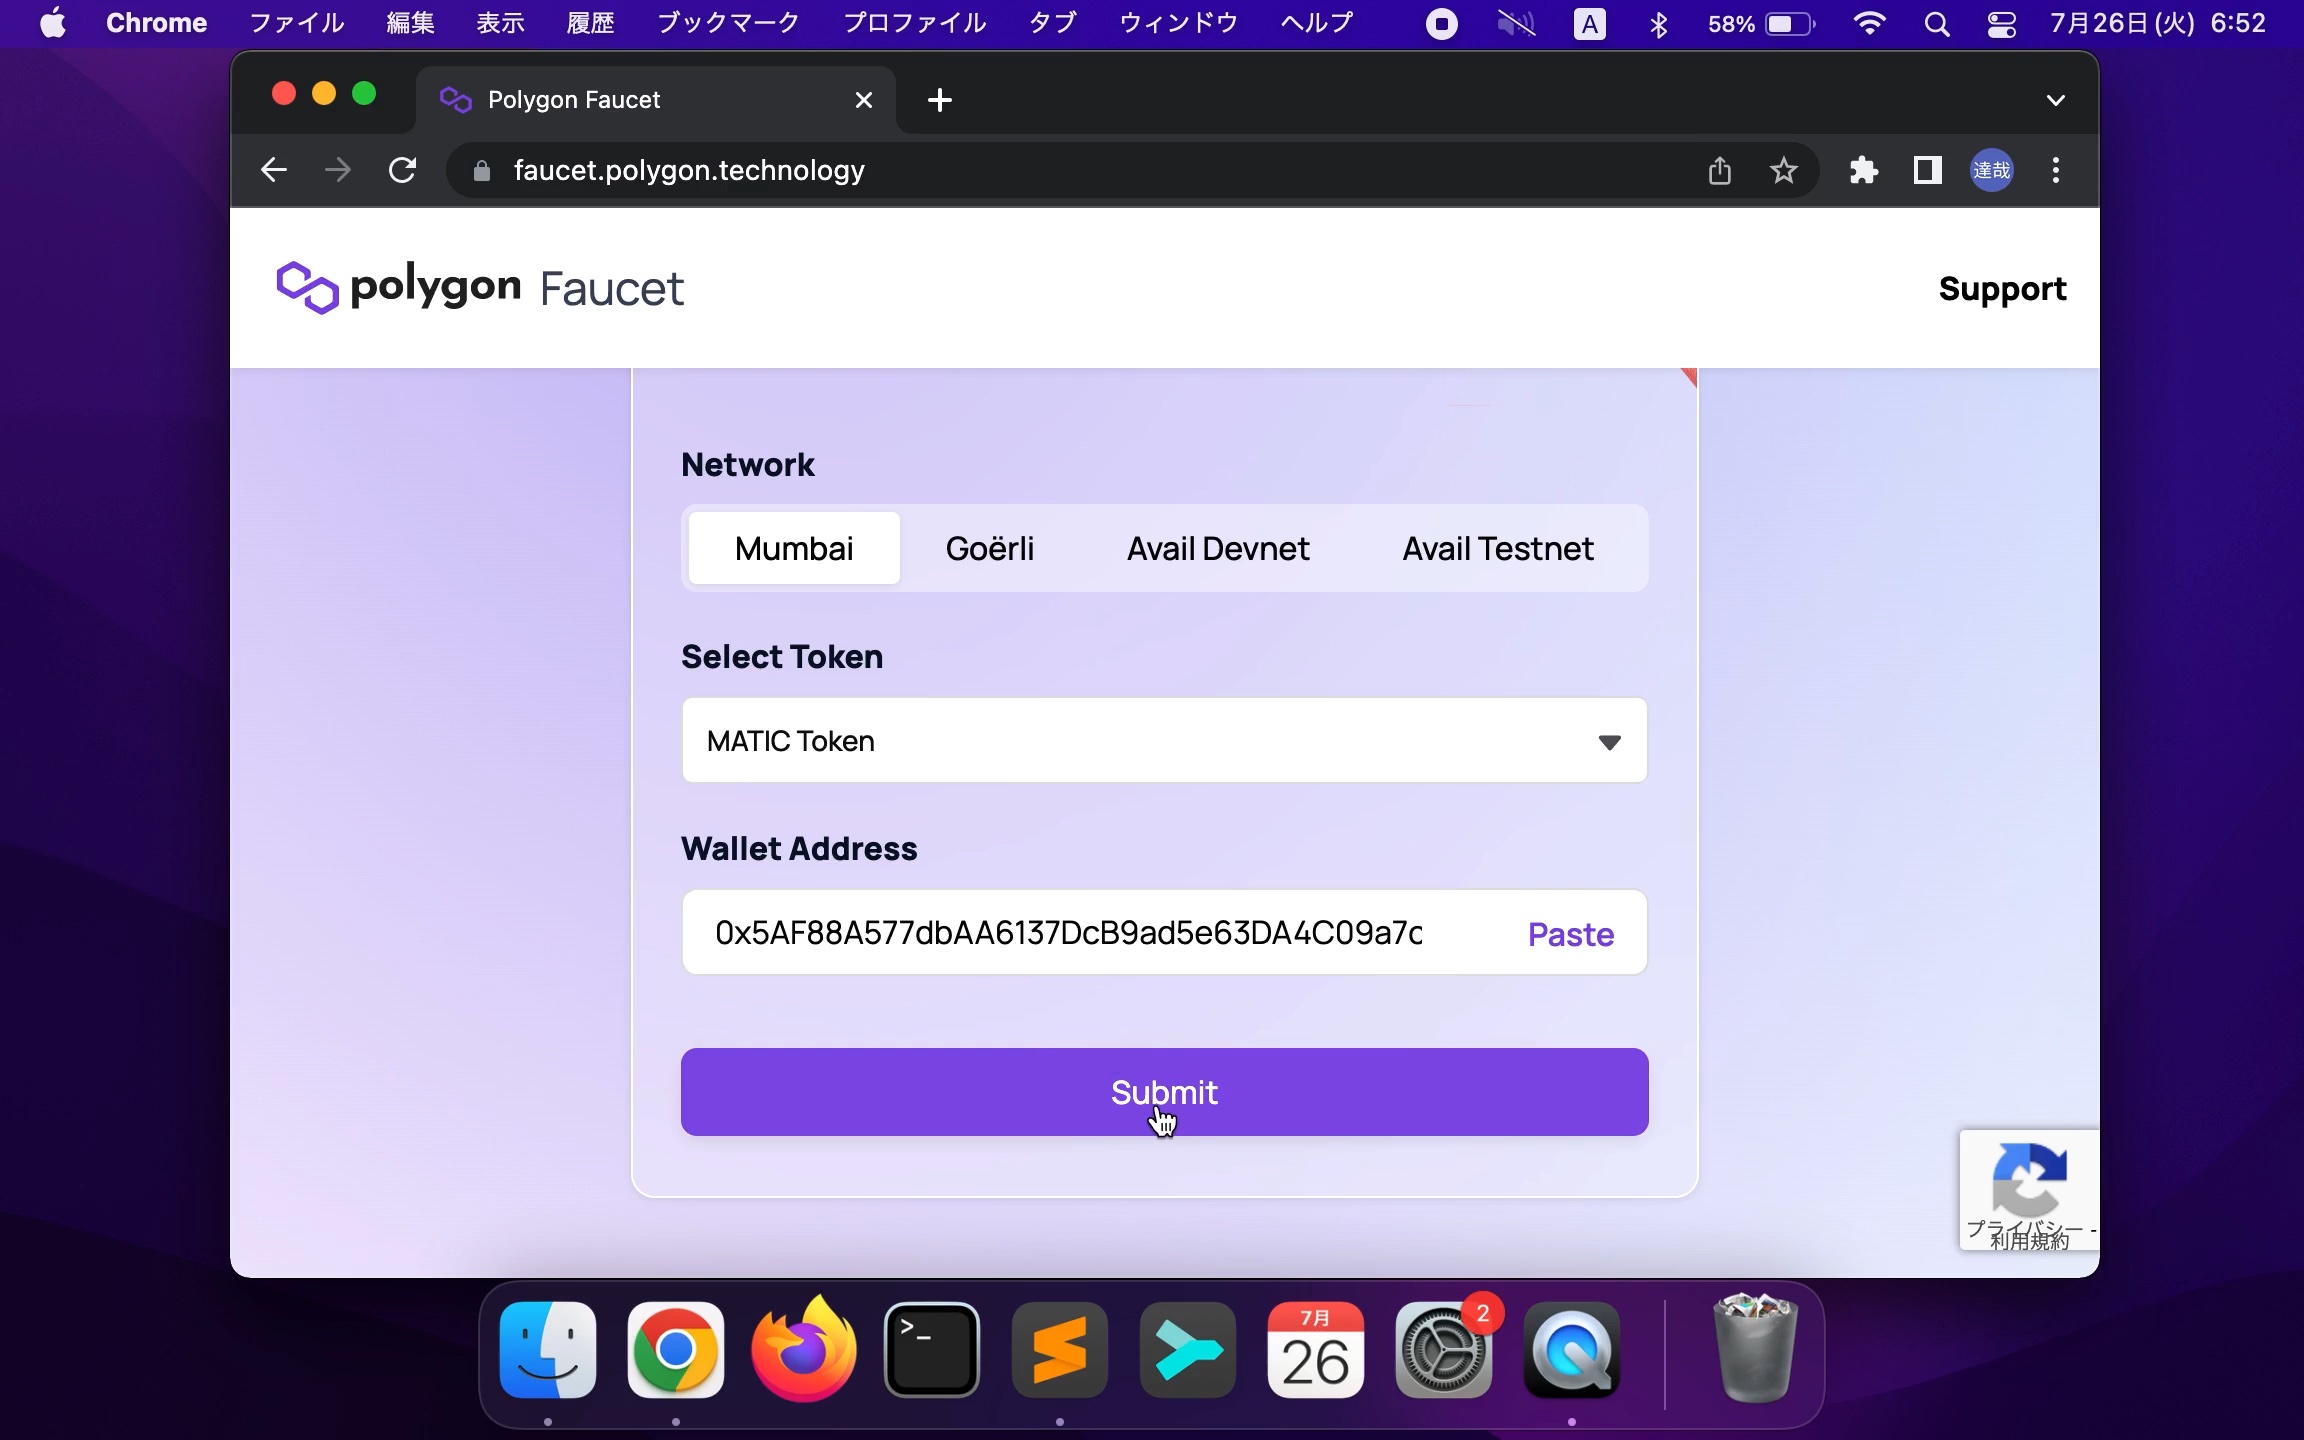 Chrome ファイル 編集 表示 履歴 ブックマーク プロファイル タブ ウィンドウ ヘルプ A 58% 7月26日(火) 6:52
Polygon Faucet
達哉
faucet.polygon.technology
polygon Faucet
Support
Network
Mumbai Goërli Avail Devnet Avail Testnet
Select Token
MATIC Token
Wallet Address
0x5AF88A577dbAA6137DcB9ad5e63DA4C09a7c
Paste
Submit
プライバシー -
利用規約
>_
7月
26
2